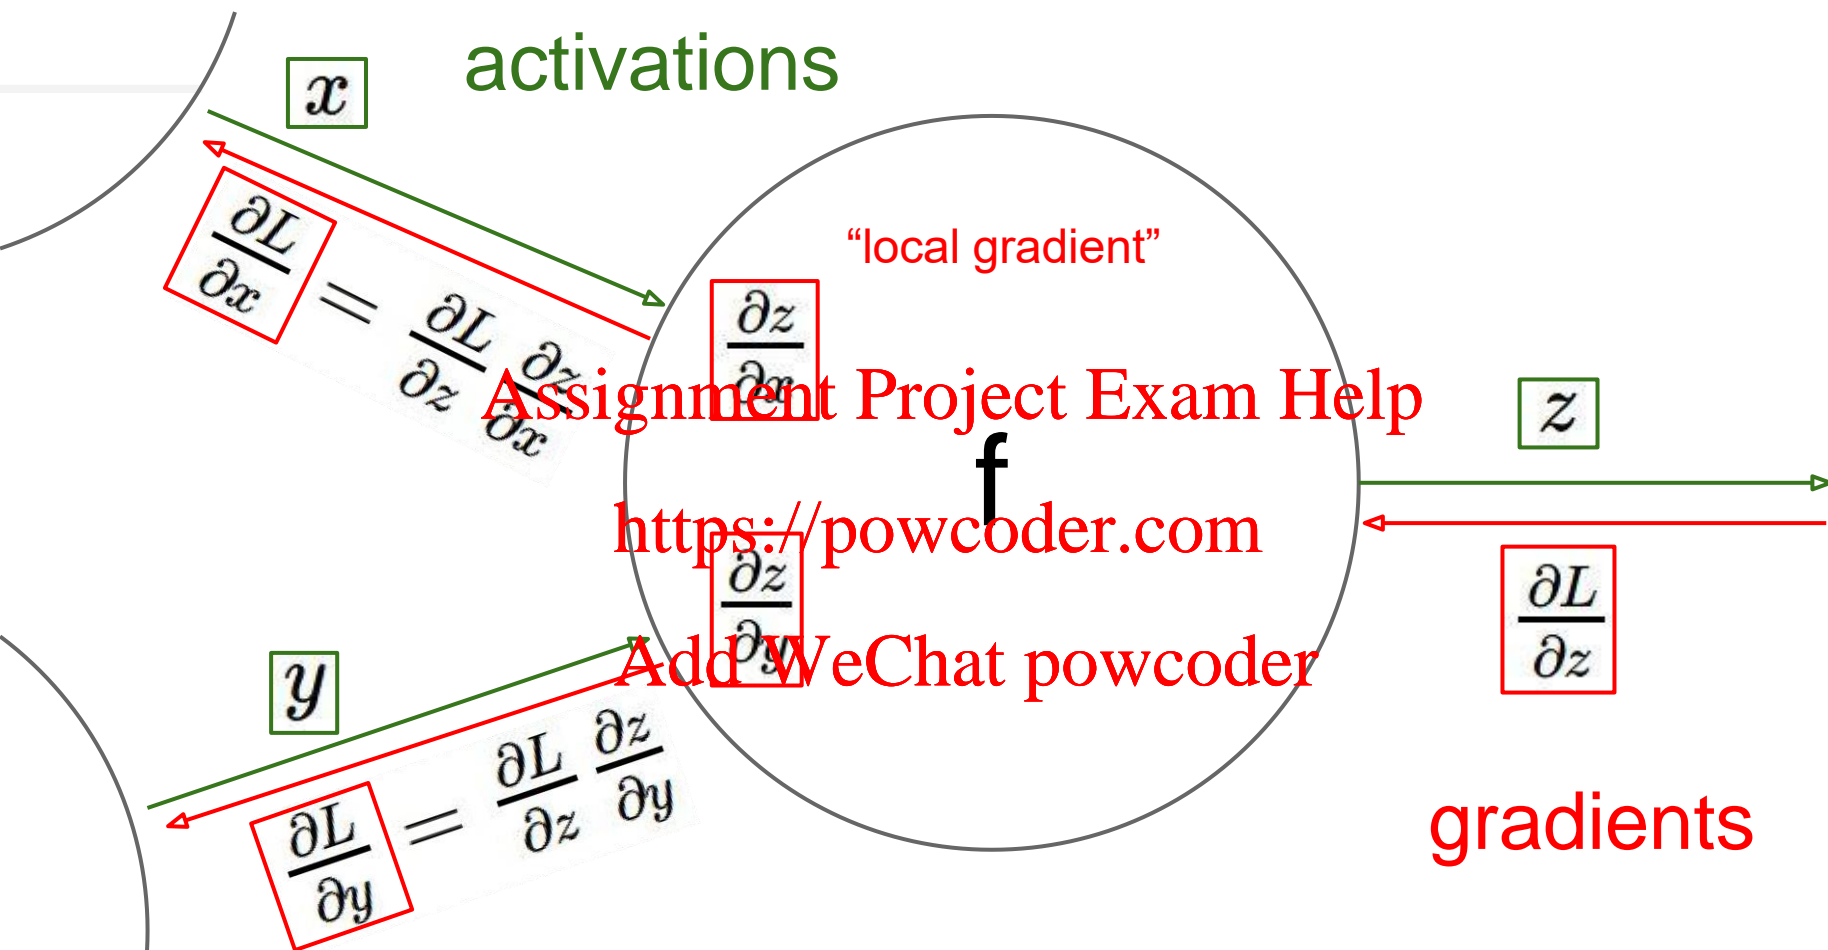 activations
x
"local gradient"
∂L/∂x = ∂L/∂z ∂z/∂x
∂z/∂x
Assignment Project Exam Help
z
f
https://powcoder.com
∂z/∂y
∂L/∂z
Add WeChat powcoder
y
∂L/∂y = ∂L/∂z ∂z/∂y
gradients